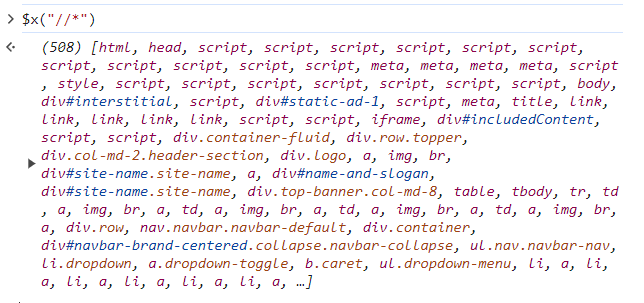 $x("//*")
(508) [html, head, script, script, script, script, script, script,
script, script, script, script, script, meta, meta, meta, meta, script
, style, script, script, script, script, script, script, script, body,
div#interstitial, script, div#static-ad-1, script, meta, title, link,
link, link, link, link, script, script, iframe, div#includedContent,
script, script, div.container-fluid, div.row.topper,
div.col-md-2.header-section, div.logo, a, img, br,
div#site-name.site-name, a, div#name-and-slogan,
div#site-name.site-name, div.top-banner.col-md-8, table, tbody, tr, td
, a, img, br, a, td, a, img, br, a, td, a, img, br, a, td, a, img, br,
a, div.row, nav.navbar.navbar-default, div.container,
div#navbar-brand-centered.collapse.navbar-collapse, ul.nav.navbar-nav,
li.dropdown, a.dropdown-toggle, b.caret, ul.dropdown-menu, li, a, li,
a, li, a, li, a, li, a, li, a, …]